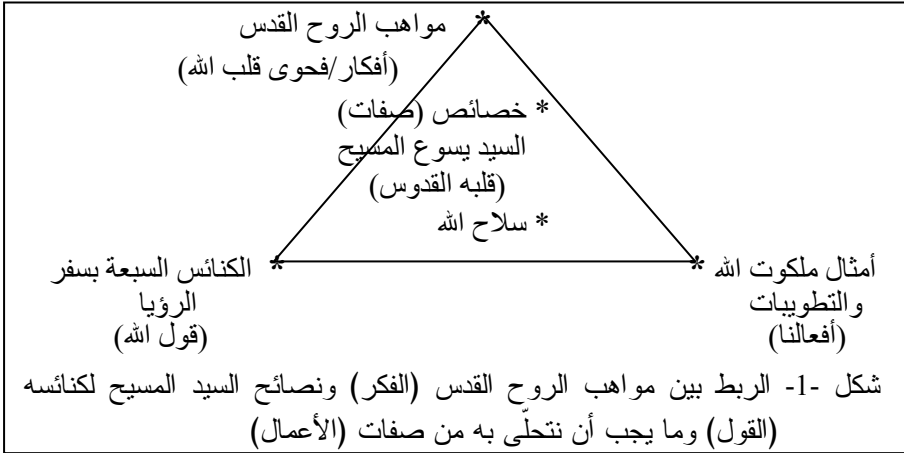 * مواهب الروح القدس
(أفكار/فحوى قلب الله)
* خصائص (صفات)
السيد يسوع المسيح
(قلبه القدوس)
* سلاح الله
* أمثال ملكوت الله
والتطويبات
(أفعالنا)
* الكنائس السبعة بسفر
الرؤيا
(قول الله)
شكل -1- الربط بين مواهب الروح القدس (الفكر) ونصائح السيد المسيح لكنائسه
(القول) وما يجب أن نتحلّى به من صفات (الأعمال)